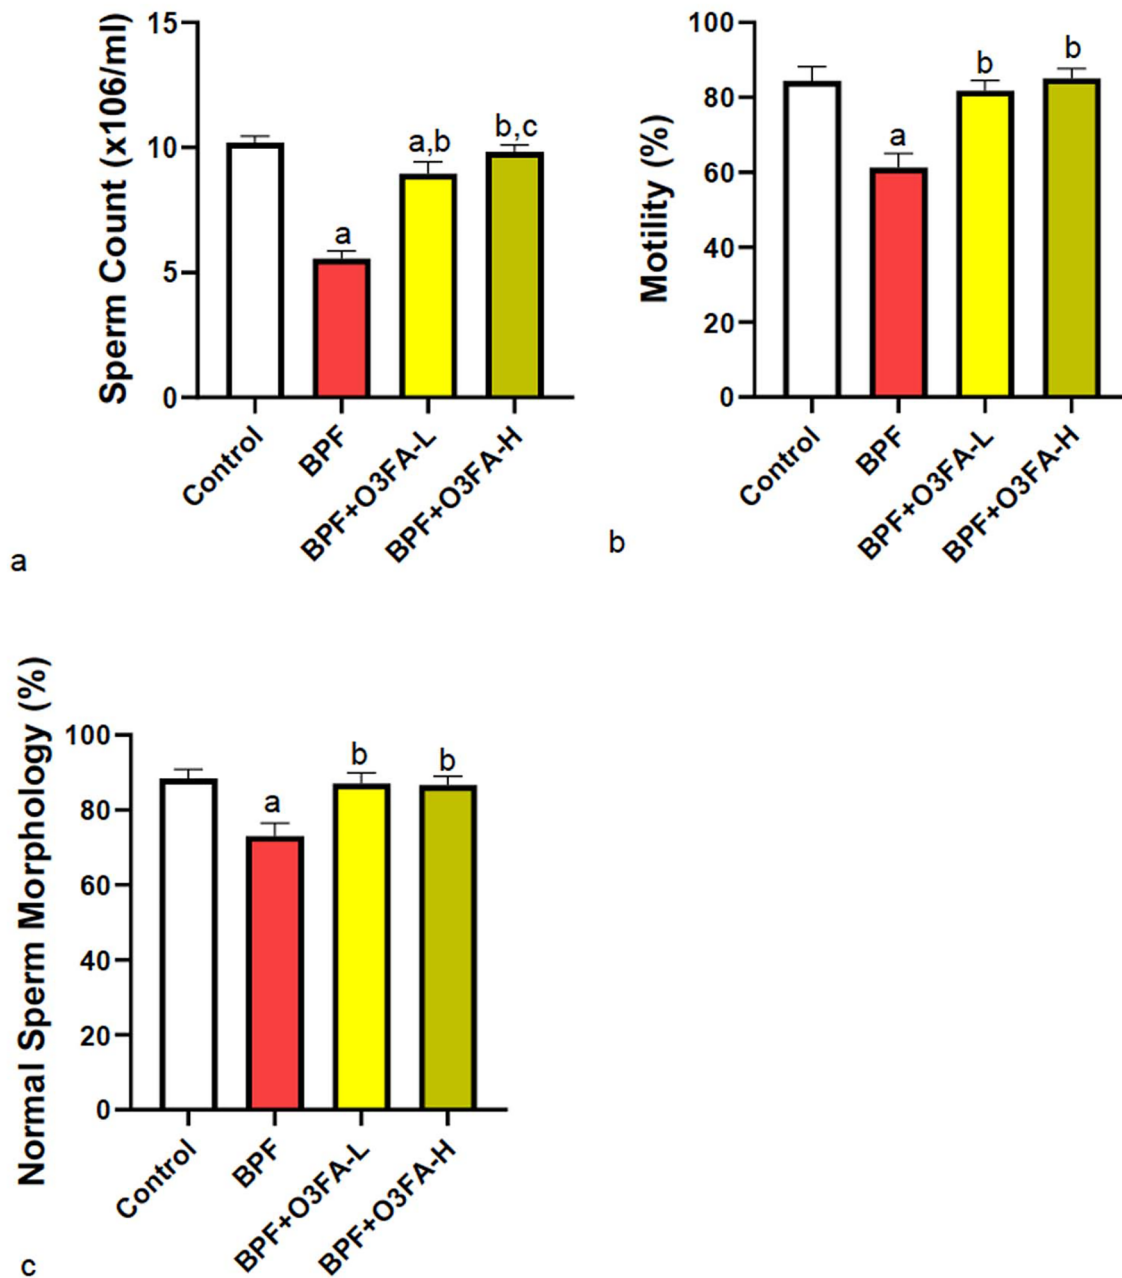 Sperm Count (x106/ml)
15
10
5
0
a
a,b
b,c
Control
BPF
BPF+O3FA-L
BPF+O3FA-H
a
Motility (%)
100
80
60
40
20
0
a
b
b
Control
BPF
BPF+O3FA-L
BPF+O3FA-H
b
Normal Sperm Morphology (%)
100
80
60
40
20
0
a
b
b
Control
BPF
BPF+O3FA-L
BPF+O3FA-H
c